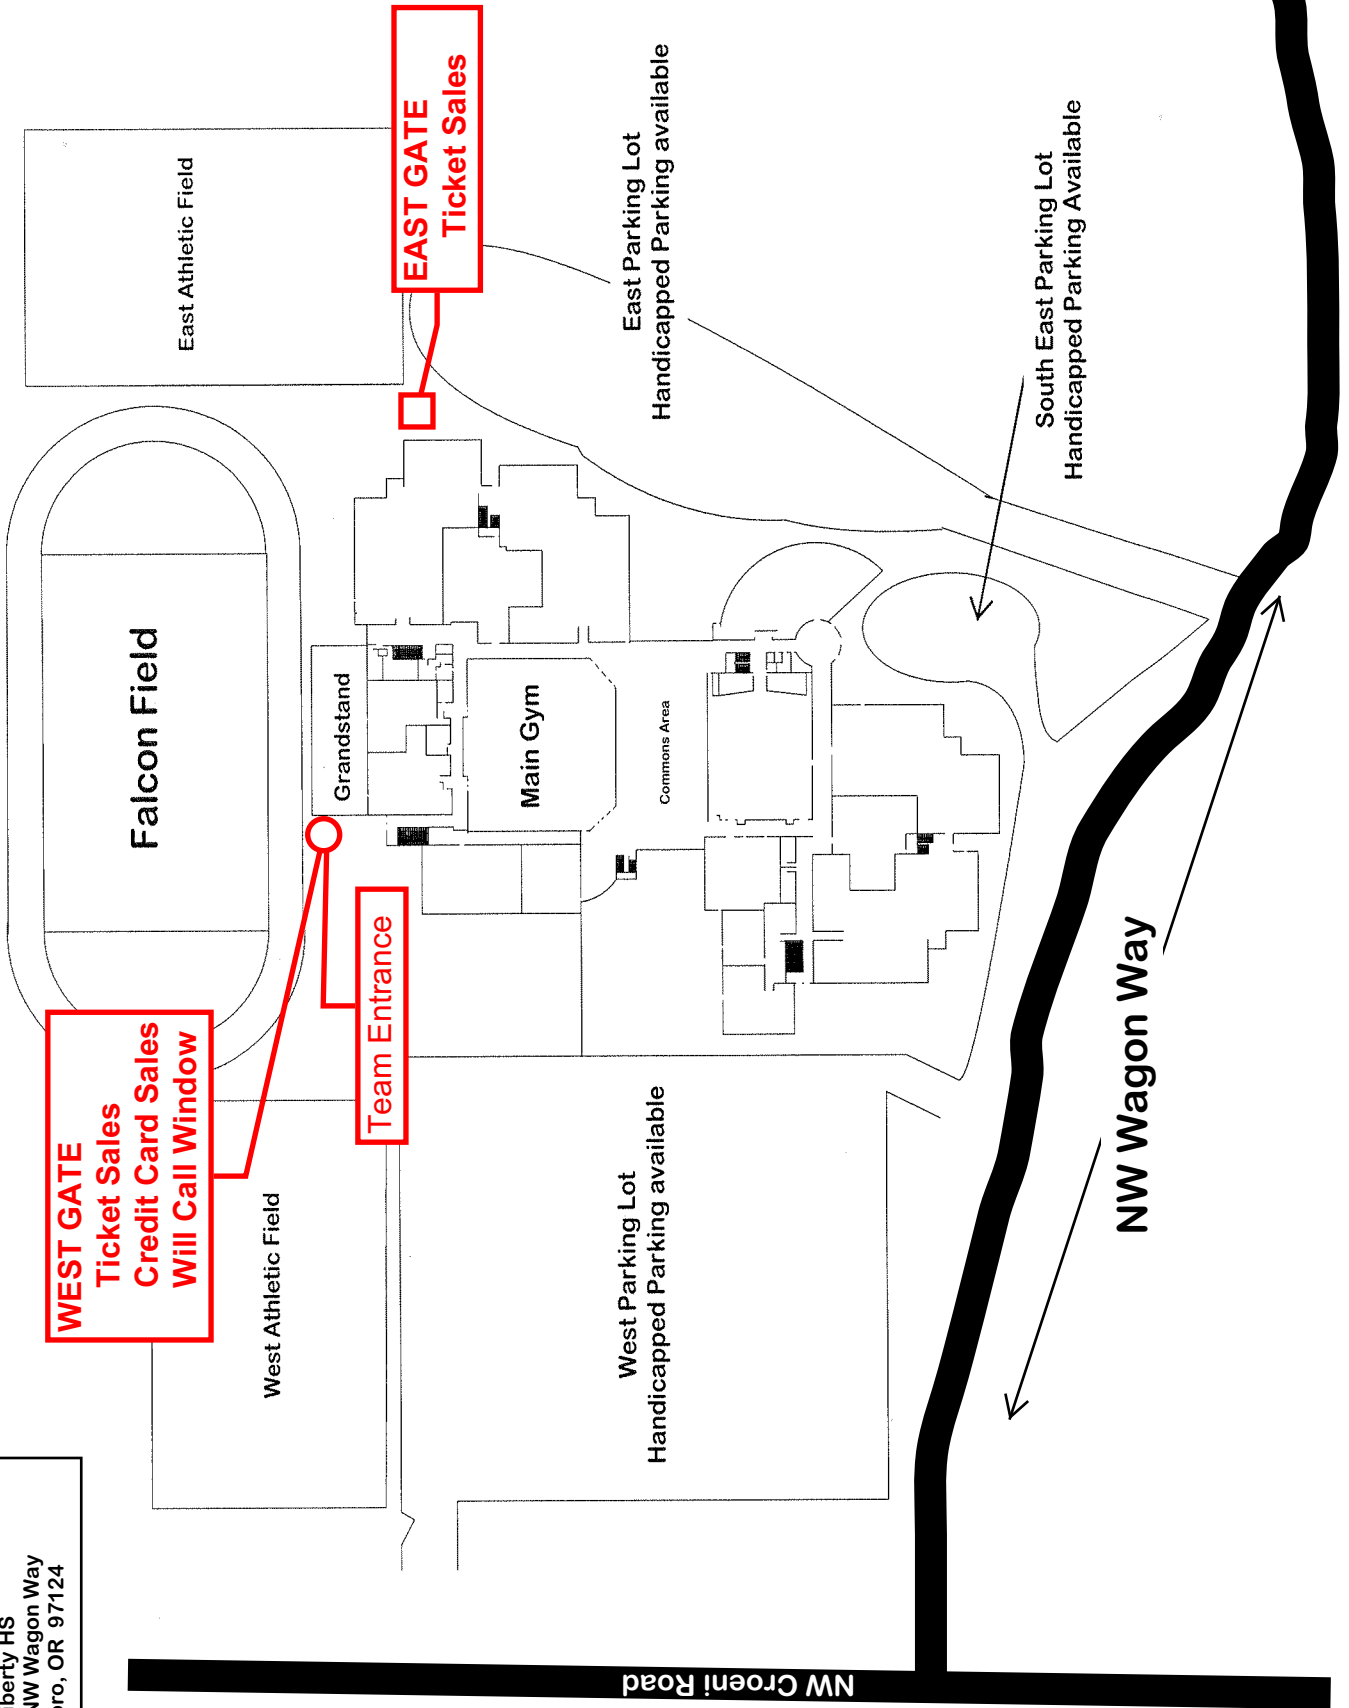 WEST GATE
Ticket Sales
Credit Card Sales
Will Call Window
Team Entrance
EAST GATE
Ticket Sales
East Athletic Field
Falcon Field
Grandstand
Main Gym
Commons Area
West Athletic Field
West Parking Lot
Handicapped Parking available
East Parking Lot
Handicapped Parking available
South East Parking Lot
Handicapped Parking Available
NW Wagon Way
NW Croeni Road
HS
NW Wagon Way
OR 97124